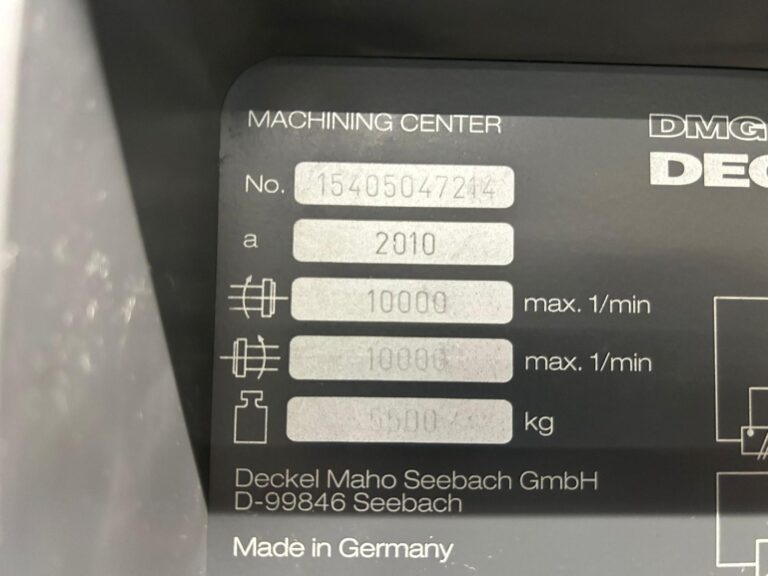 MACHINING CENTER
DMG
DEC
No. 15405047214
a 2010
10000 max. 1/min
10000 max. 1/min
kg
Deckel Maho Seebach GmbH
D-99846 Seebach
Made in Germany